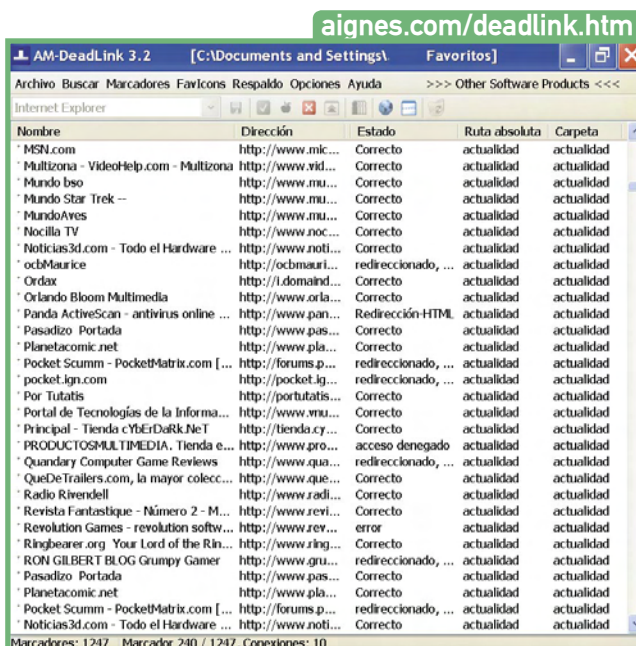 aignes.com/deadlink.htm
AM-DeadLink 3.2 [C:\Documents and Settings\. Favoritos]
Archivo Buscar Marcadores FavIcons Respaldo Opciones Ayuda >>> Other Software Products <<<
Internet Explorer
Nombre Dirección Estado Ruta absoluta Carpeta
MSN.com http://www.mic... Correcto actualidad actualidad
Multizona - VideoHelp.com - Multizona http://www.vid... Correcto actualidad actualidad
Mundo bso http://www.mu... Correcto actualidad actualidad
Mundo Star Trek -- http://www.mu... Correcto actualidad actualidad
MundoAves http://www.mu... Correcto actualidad actualidad
Nocilla TV http://www.noc... Correcto actualidad actualidad
Noticias3d.com - Todo el Hardware ... http://www.noti... Correcto actualidad actualidad
ocbMaurice http://ocbmauri... redireccionado, ... actualidad actualidad
Ordax http://i.domaind... Correcto actualidad actualidad
Orlando Bloom Multimedia http://www.orla... Correcto actualidad actualidad
Panda ActiveScan - antivirus online ... http://www.pan... Redirección-HTML actualidad actualidad
Pasadizo Portada http://www.pas... Correcto actualidad actualidad
Planetacomic.net http://www.pla... Correcto actualidad actualidad
Pocket Scumm - PocketMatrix.com [... http://forums.p... redireccionado, ... actualidad actualidad
pocket.ign.com http://pocket.ig... redireccionado, ... actualidad actualidad
Por Tutatis http://portutatis... Correcto actualidad actualidad
Portal de Tecnologías de la Informa... http://www.vnu... Correcto actualidad actualidad
Principal - Tienda cYbErDaRk.NeT http://tienda.cy... Correcto actualidad actualidad
PRODUCTOSMULTIMEDIA. Tienda e... http://www.pro... acceso denegado actualidad actualidad
Quandary Computer Game Reviews http://www.qua... redireccionado, ... actualidad actualidad
QueDeTrailers.com, la mayor colecc... http://www.que... Correcto actualidad actualidad
Radio Rivendell http://www.radi... Correcto actualidad actualidad
Revista Fantastique - Número 2 - M... http://www.revi... Correcto actualidad actualidad
Revolution Games - revolution softw... http://www.rev... error actualidad actualidad
Ringbearer.org Your Lord of the Rin... http://www.ring... Correcto actualidad actualidad
RON GILBERT BLOG Grumpy Gamer http://www.gru... redireccionado, ... actualidad actualidad
Pasadizo Portada http://www.pas... Correcto actualidad actualidad
Planetacomic.net http://www.pla... Correcto actualidad actualidad
Pocket Scumm - PocketMatrix.com [... http://forums.p... redireccionado, ... actualidad actualidad
Noticias3d.com - Todo el Hardware ... http://www.noti... Correcto actualidad actualidad
Marcadores: 1247 Marcador 240 / 1247 Conexiones: 10